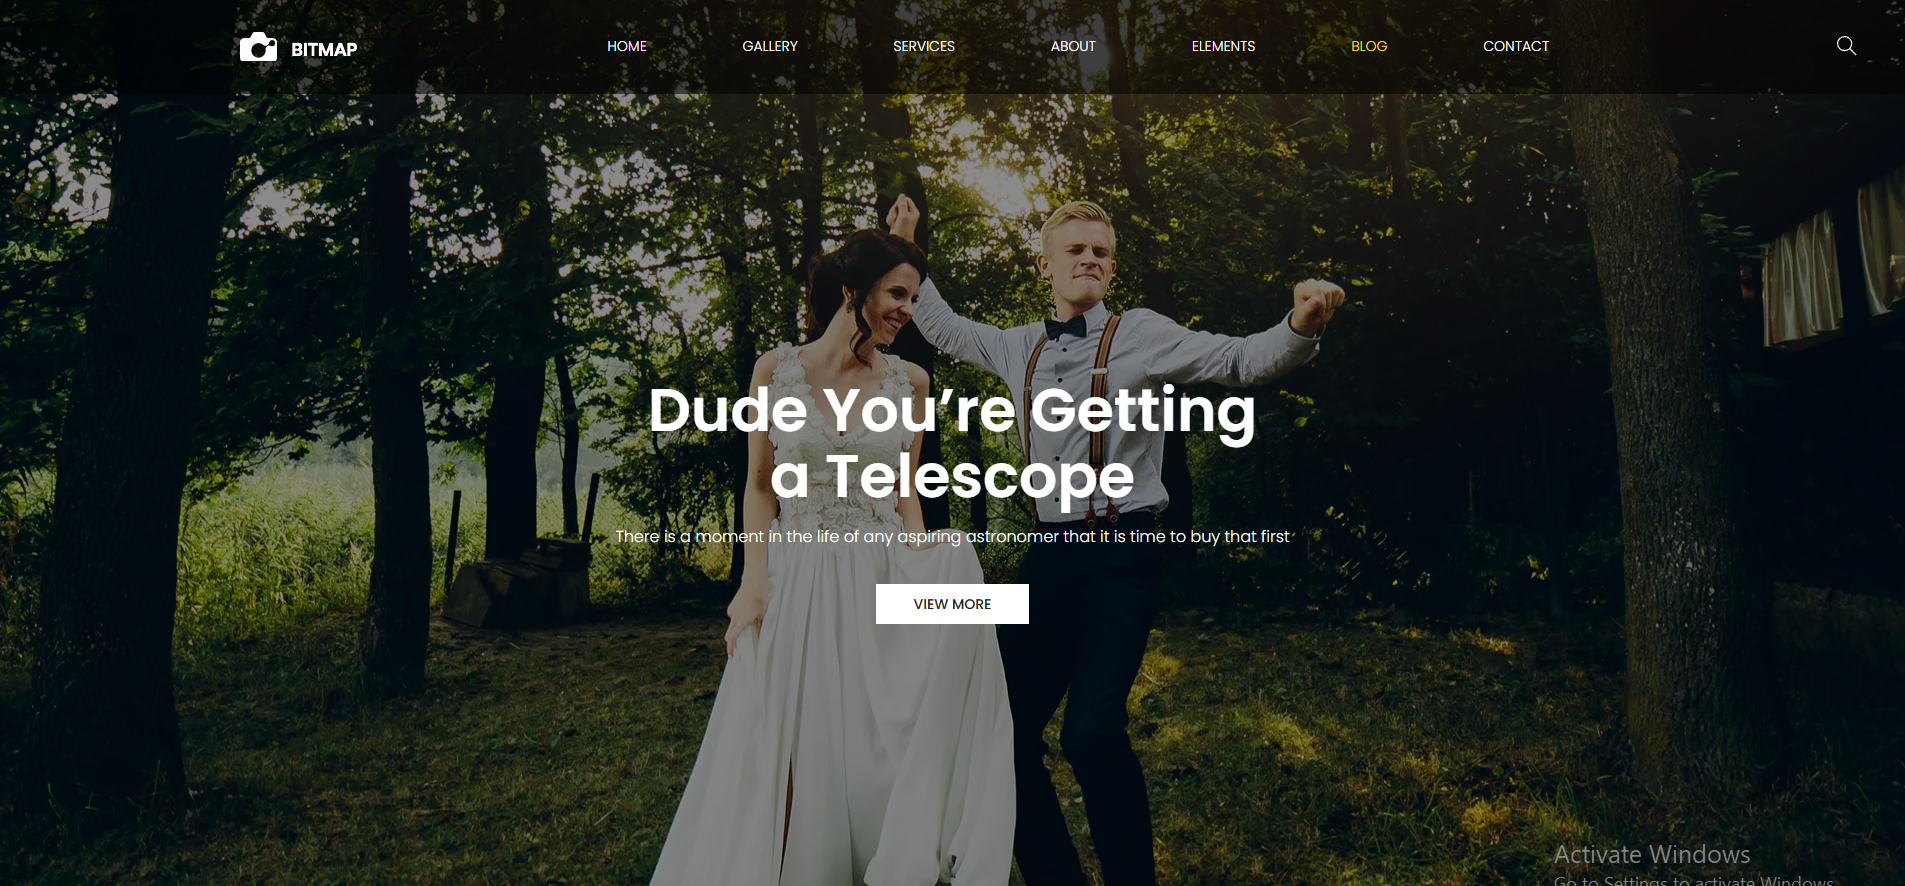 BITMAP
HOME GALLERY SERVICES ABOUT ELEMENTS BLOG CONTACT
Dude You’re Getting
a Telescope
There is a moment in the life of any aspiring astronomer that it is time to buy that first
VIEW MORE
Activate Windows
Go to Settings to activate Windows.